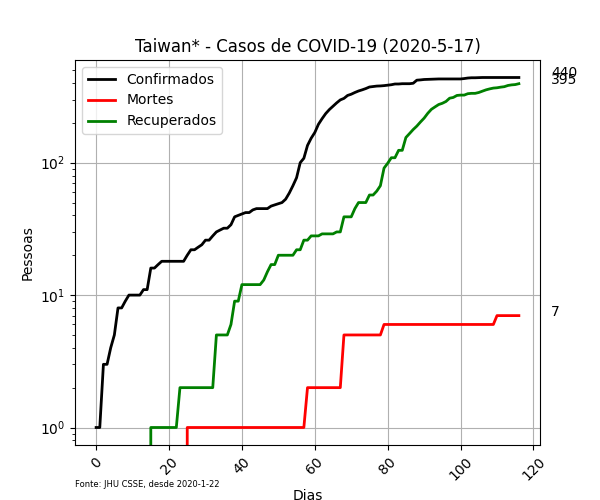 Taiwan* - Casos de COVID-19 (2020-5-17)
Confirmados
Mortes
Recuperados
440
395
7
Pessoas
10²
10¹
10⁰
0
20
40
60
80
100
120
Fonte: JHU CSSE, desde 2020-1-22
Dias